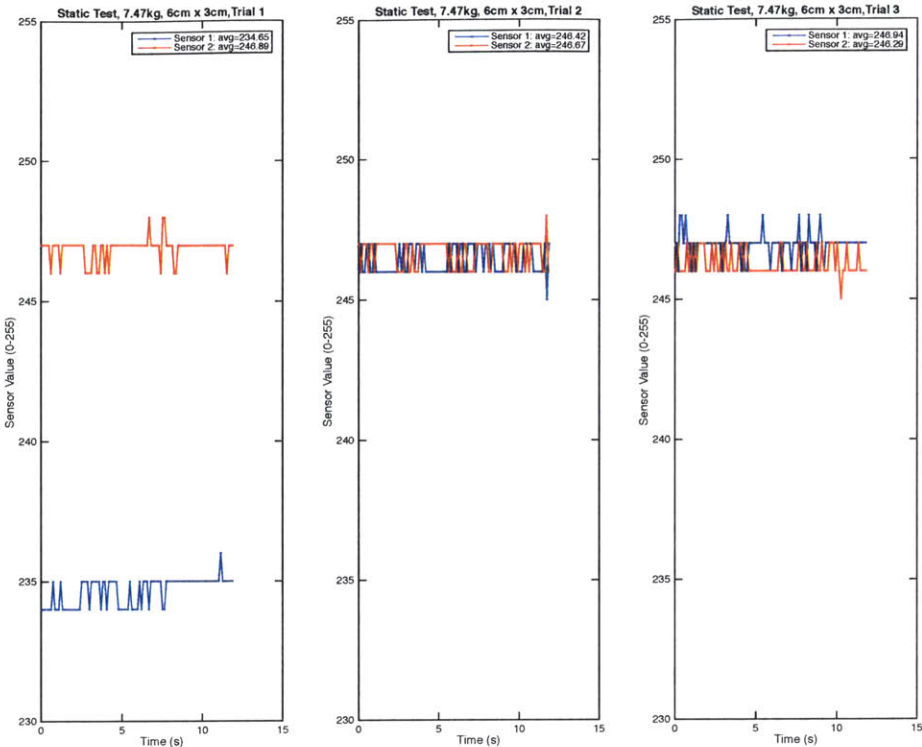 Static Test, 7.47kg, 6cm x 3cm,Trial 1
Sensor 1: avg=234.65
Sensor 2: avg=246.89
255
250
245
240
235
230
Sensor Value (0-255)
0
5
10
15
Time (s)
Static Test, 7.47kg, 6cm x 3cm,Trial 2
Sensor 1: avg=246.42
Sensor 2: avg=246.67
255
250
245
240
235
230
Sensor Value (0-255)
0
5
10
15
Time (s)
Static Test, 7.47kg, 6cm x 3cm,Trial 3
Sensor 1: avg=246.94
Sensor 2: avg=246.29
255
250
245
240
235
230
Sensor Value (0-255)
0
5
10
15
Time (s)